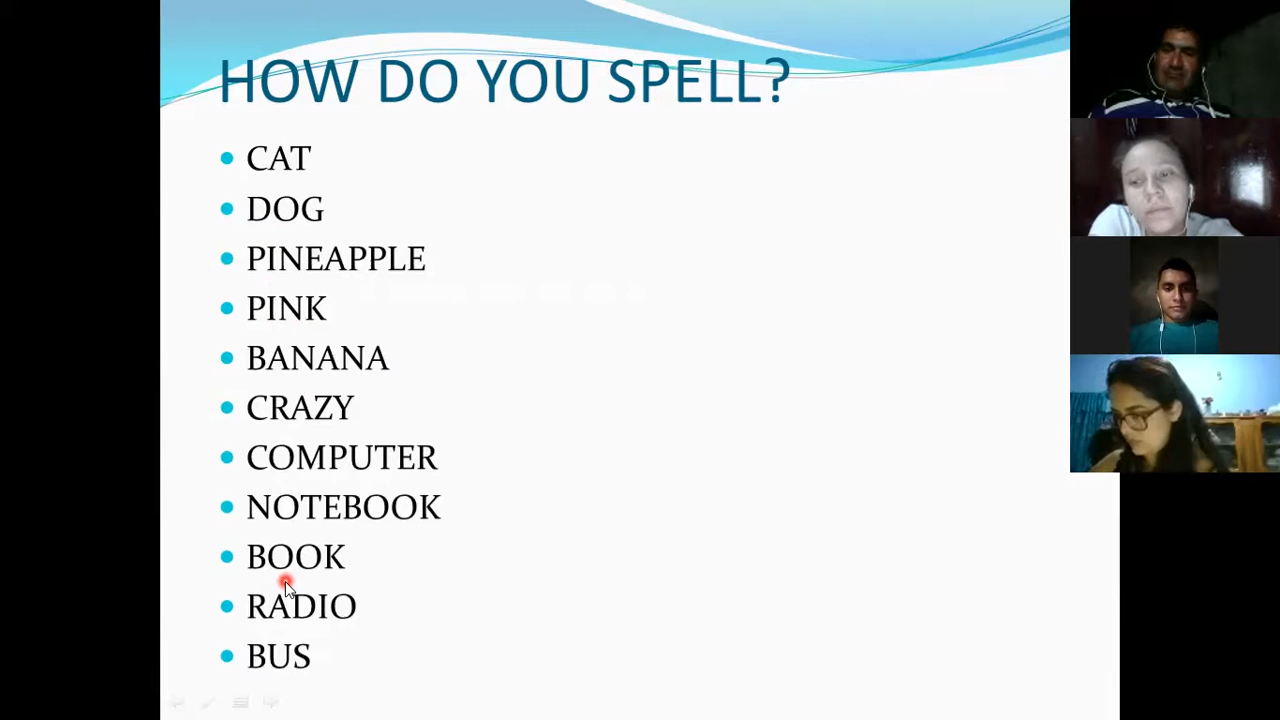 HOW DO YOU SPELL?
CAT
DOG
PINEAPPLE
PINK
BANANA
CRAZY
COMPUTER
NOTEBOOK
BOOK
RADIO
BUS